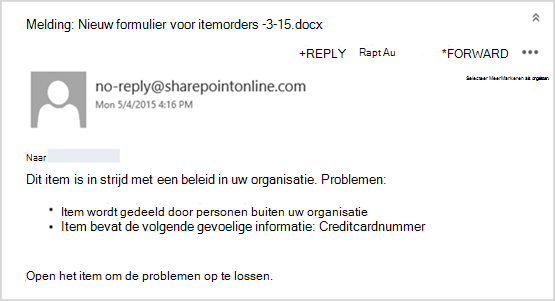 Melding: Nieuw formulier voor itemorders -3-15.docx
+REPLY Rapt Au *FORWARD •••
Selecteer Meer Markeren als
no-reply@sharepointonline.com
Mon 5/4/2015 4:16 PM
Naar
Dit item is in strijd met een beleid in uw organisatie. Problemen:
• Item wordt gedeeld door personen buiten uw organisatie
• Item bevat de volgende gevoelige informatie: Creditcardnummer
Open het item om de problemen op te lossen.